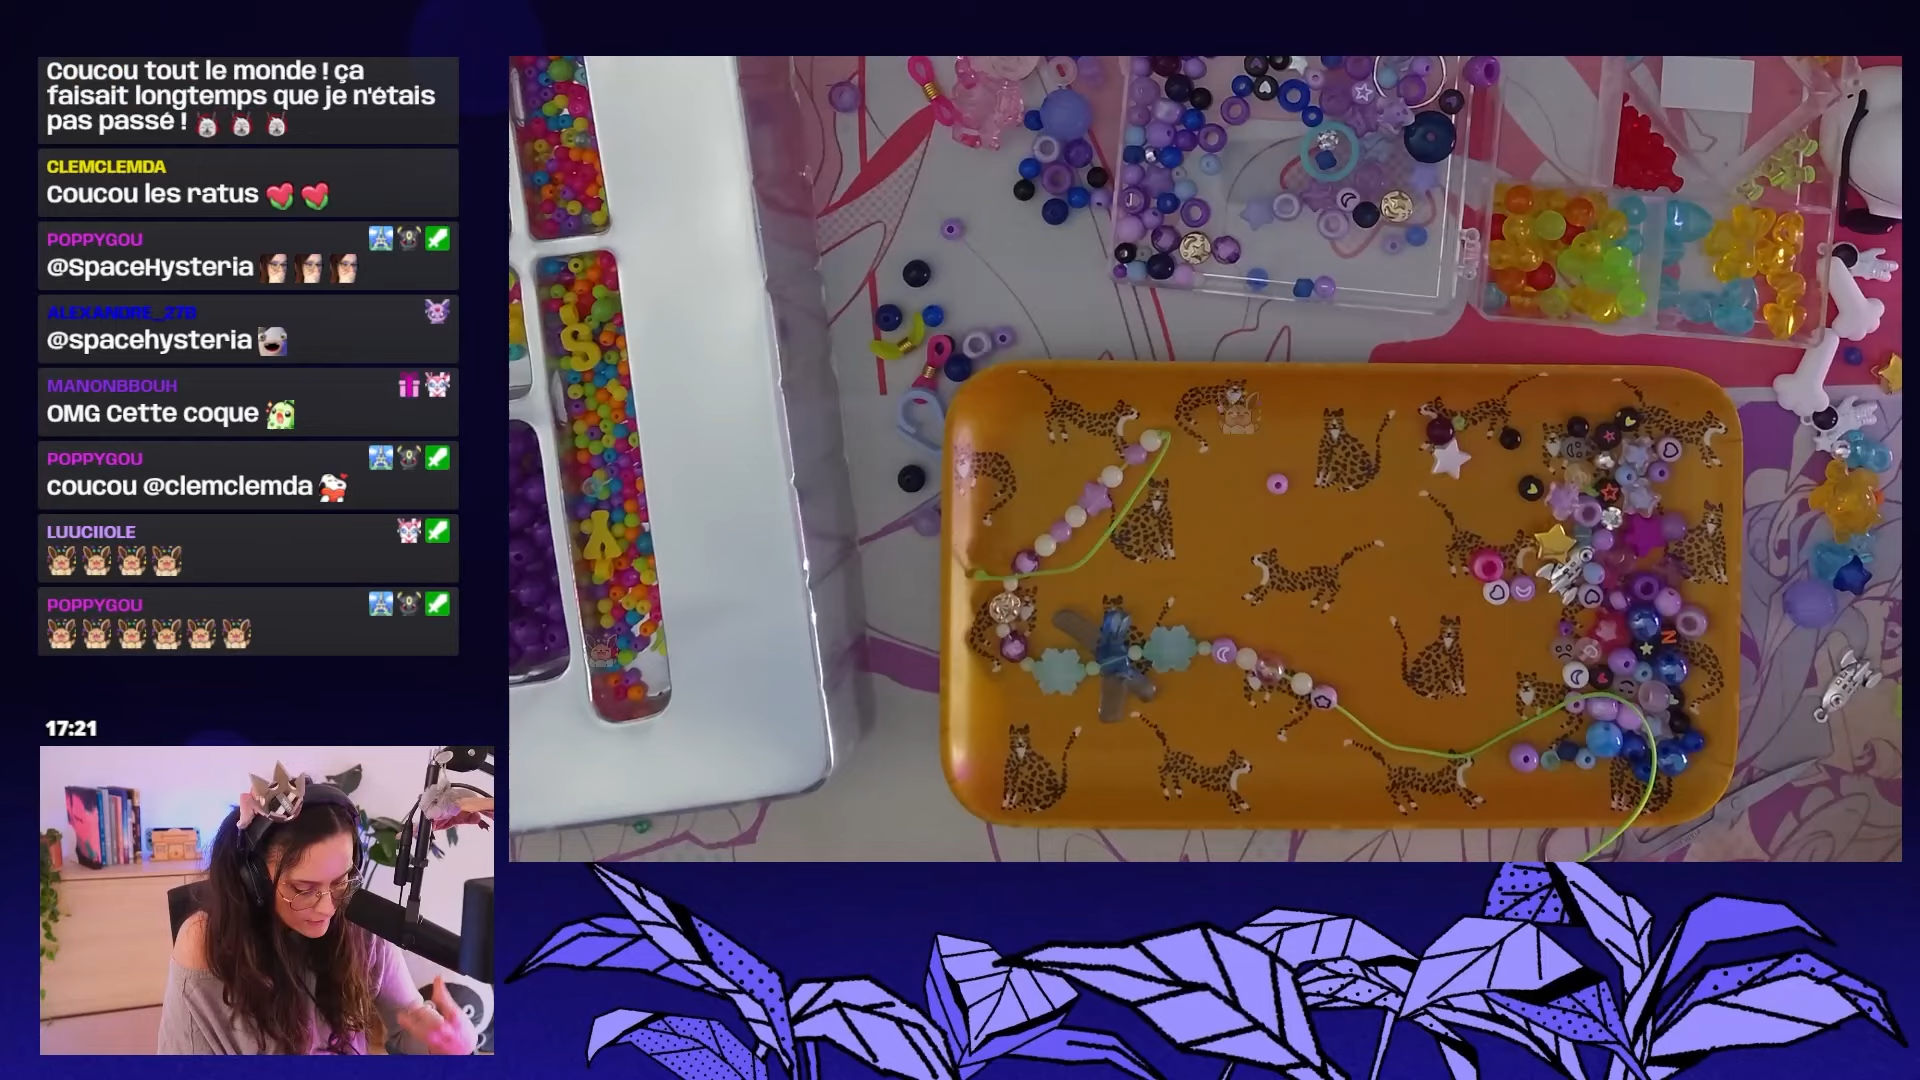 Coucou tout le monde ! ça
faisait longtemps que je n'étais
pas passé !
CLEMCLEMDA
Coucou les ratus
POPPYGOU
@SpaceHysteria
ALEXANDRE_270
@spacehysteria
MANONBBOUH
OMG Cette coque
POPPYGOU
coucou @clemclemda
LUUCIIOLE
POPPYGOU
17:21
S
A
N